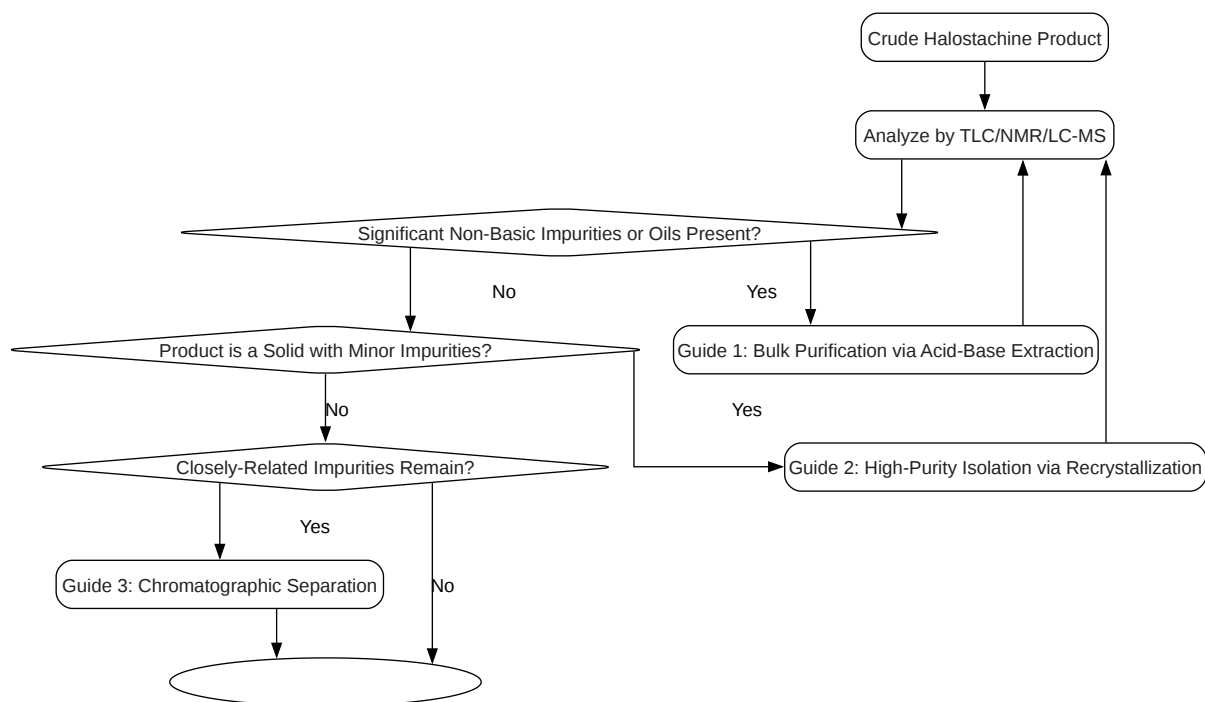 Crude Halostachine Product
Analyze by TLC/NMR/LC-MS
Significant Non-Basic Impurities or Oils Present?
No
Yes
Product is a Solid with Minor Impurities?
Guide 1: Bulk Purification via Acid-Base Extraction
No
Yes
Closely-Related Impurities Remain?
Guide 2: High-Purity Isolation via Recrystallization
Yes
Guide 3: Chromatographic Separation
No